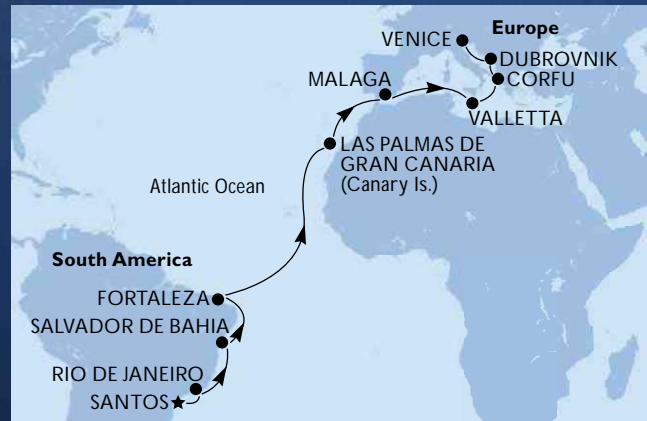 Europe
VENICE
DUBROVNIK
CORFU
MALAGA
VALLETTA
LAS PALMAS DE
GRAN CANARIA
(Canary Is.)
Atlantic Ocean
South America
FORTALEZA
SALVADOR DE BAHIA
RIO DE JANEIRO
SANTOS